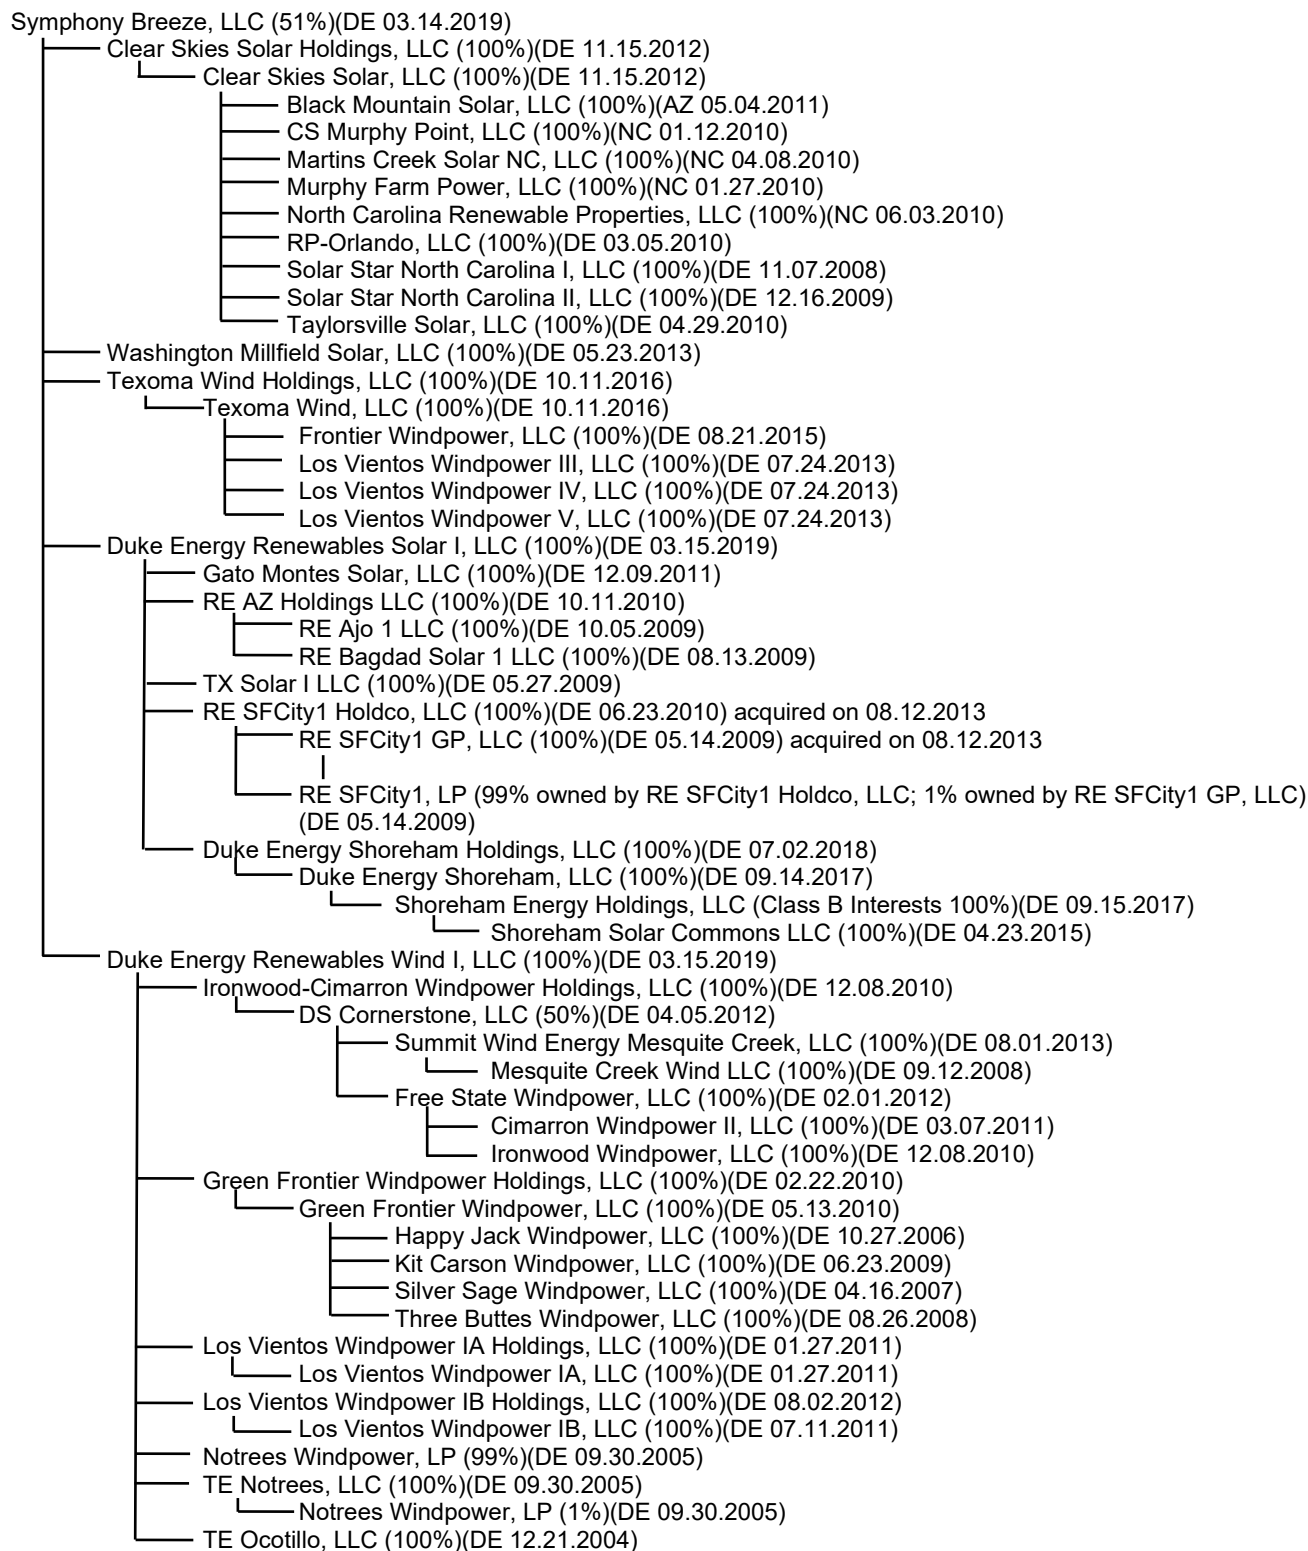 Symphony Breeze, LLC (51%)(DE 03.14.2019)
Clear Skies Solar Holdings, LLC (100%)(DE 11.15.2012)
Clear Skies Solar, LLC (100%)(DE 11.15.2012)
Black Mountain Solar, LLC (100%)(AZ 05.04.2011)
CS Murphy Point, LLC (100%)(NC 01.12.2010)
Martins Creek Solar NC, LLC (100%)(NC 04.08.2010)
Murphy Farm Power, LLC (100%)(NC 01.27.2010)
North Carolina Renewable Properties, LLC (100%)(NC 06.03.2010)
RP-Orlando, LLC (100%)(DE 03.05.2010)
Solar Star North Carolina I, LLC (100%)(DE 11.07.2008)
Solar Star North Carolina II, LLC (100%)(DE 12.16.2009)
Taylorsville Solar, LLC (100%)(DE 04.29.2010)
Washington Millfield Solar, LLC (100%)(DE 05.23.2013)
Texoma Wind Holdings, LLC (100%)(DE 10.11.2016)
Texoma Wind, LLC (100%)(DE 10.11.2016)
Frontier Windpower, LLC (100%)(DE 08.21.2015)
Los Vientos Windpower III, LLC (100%)(DE 07.24.2013)
Los Vientos Windpower IV, LLC (100%)(DE 07.24.2013)
Los Vientos Windpower V, LLC (100%)(DE 07.24.2013)
Duke Energy Renewables Solar I, LLC (100%)(DE 03.15.2019)
Gato Montes Solar, LLC (100%)(DE 12.09.2011)
RE AZ Holdings LLC (100%)(DE 10.11.2010)
RE Ajo 1 LLC (100%)(DE 10.05.2009)
RE Bagdad Solar 1 LLC (100%)(DE 08.13.2009)
TX Solar I LLC (100%)(DE 05.27.2009)
RE SFCity1 Holdco, LLC (100%)(DE 06.23.2010) acquired on 08.12.2013
RE SFCity1 GP, LLC (100%)(DE 05.14.2009) acquired on 08.12.2013
RE SFCity1, LP (99% owned by RE SFCity1 Holdco, LLC; 1% owned by RE SFCity1 GP, LLC)
(DE 05.14.2009)
Duke Energy Shoreham Holdings, LLC (100%)(DE 07.02.2018)
Duke Energy Shoreham, LLC (100%)(DE 09.14.2017)
Shoreham Energy Holdings, LLC (Class B Interests 100%)(DE 09.15.2017)
Shoreham Solar Commons LLC (100%)(DE 04.23.2015)
Duke Energy Renewables Wind I, LLC (100%)(DE 03.15.2019)
Ironwood-Cimarron Windpower Holdings, LLC (100%)(DE 12.08.2010)
DS Cornerstone, LLC (50%)(DE 04.05.2012)
Summit Wind Energy Mesquite Creek, LLC (100%)(DE 08.01.2013)
Mesquite Creek Wind LLC (100%)(DE 09.12.2008)
Free State Windpower, LLC (100%)(DE 02.01.2012)
Cimarron Windpower II, LLC (100%)(DE 03.07.2011)
Ironwood Windpower, LLC (100%)(DE 12.08.2010)
Green Frontier Windpower Holdings, LLC (100%)(DE 02.22.2010)
Green Frontier Windpower, LLC (100%)(DE 05.13.2010)
Happy Jack Windpower, LLC (100%)(DE 10.27.2006)
Kit Carson Windpower, LLC (100%)(DE 06.23.2009)
Silver Sage Windpower, LLC (100%)(DE 04.16.2007)
Three Buttes Windpower, LLC (100%)(DE 08.26.2008)
Los Vientos Windpower IA Holdings, LLC (100%)(DE 01.27.2011)
Los Vientos Windpower IA, LLC (100%)(DE 01.27.2011)
Los Vientos Windpower IB Holdings, LLC (100%)(DE 08.02.2012)
Los Vientos Windpower IB, LLC (100%)(DE 07.11.2011)
Notrees Windpower, LP (99%)(DE 09.30.2005)
TE Notrees, LLC (100%)(DE 09.30.2005)
Notrees Windpower, LP (1%)(DE 09.30.2005)
TE Ocotillo, LLC (100%)(DE 12.21.2004)